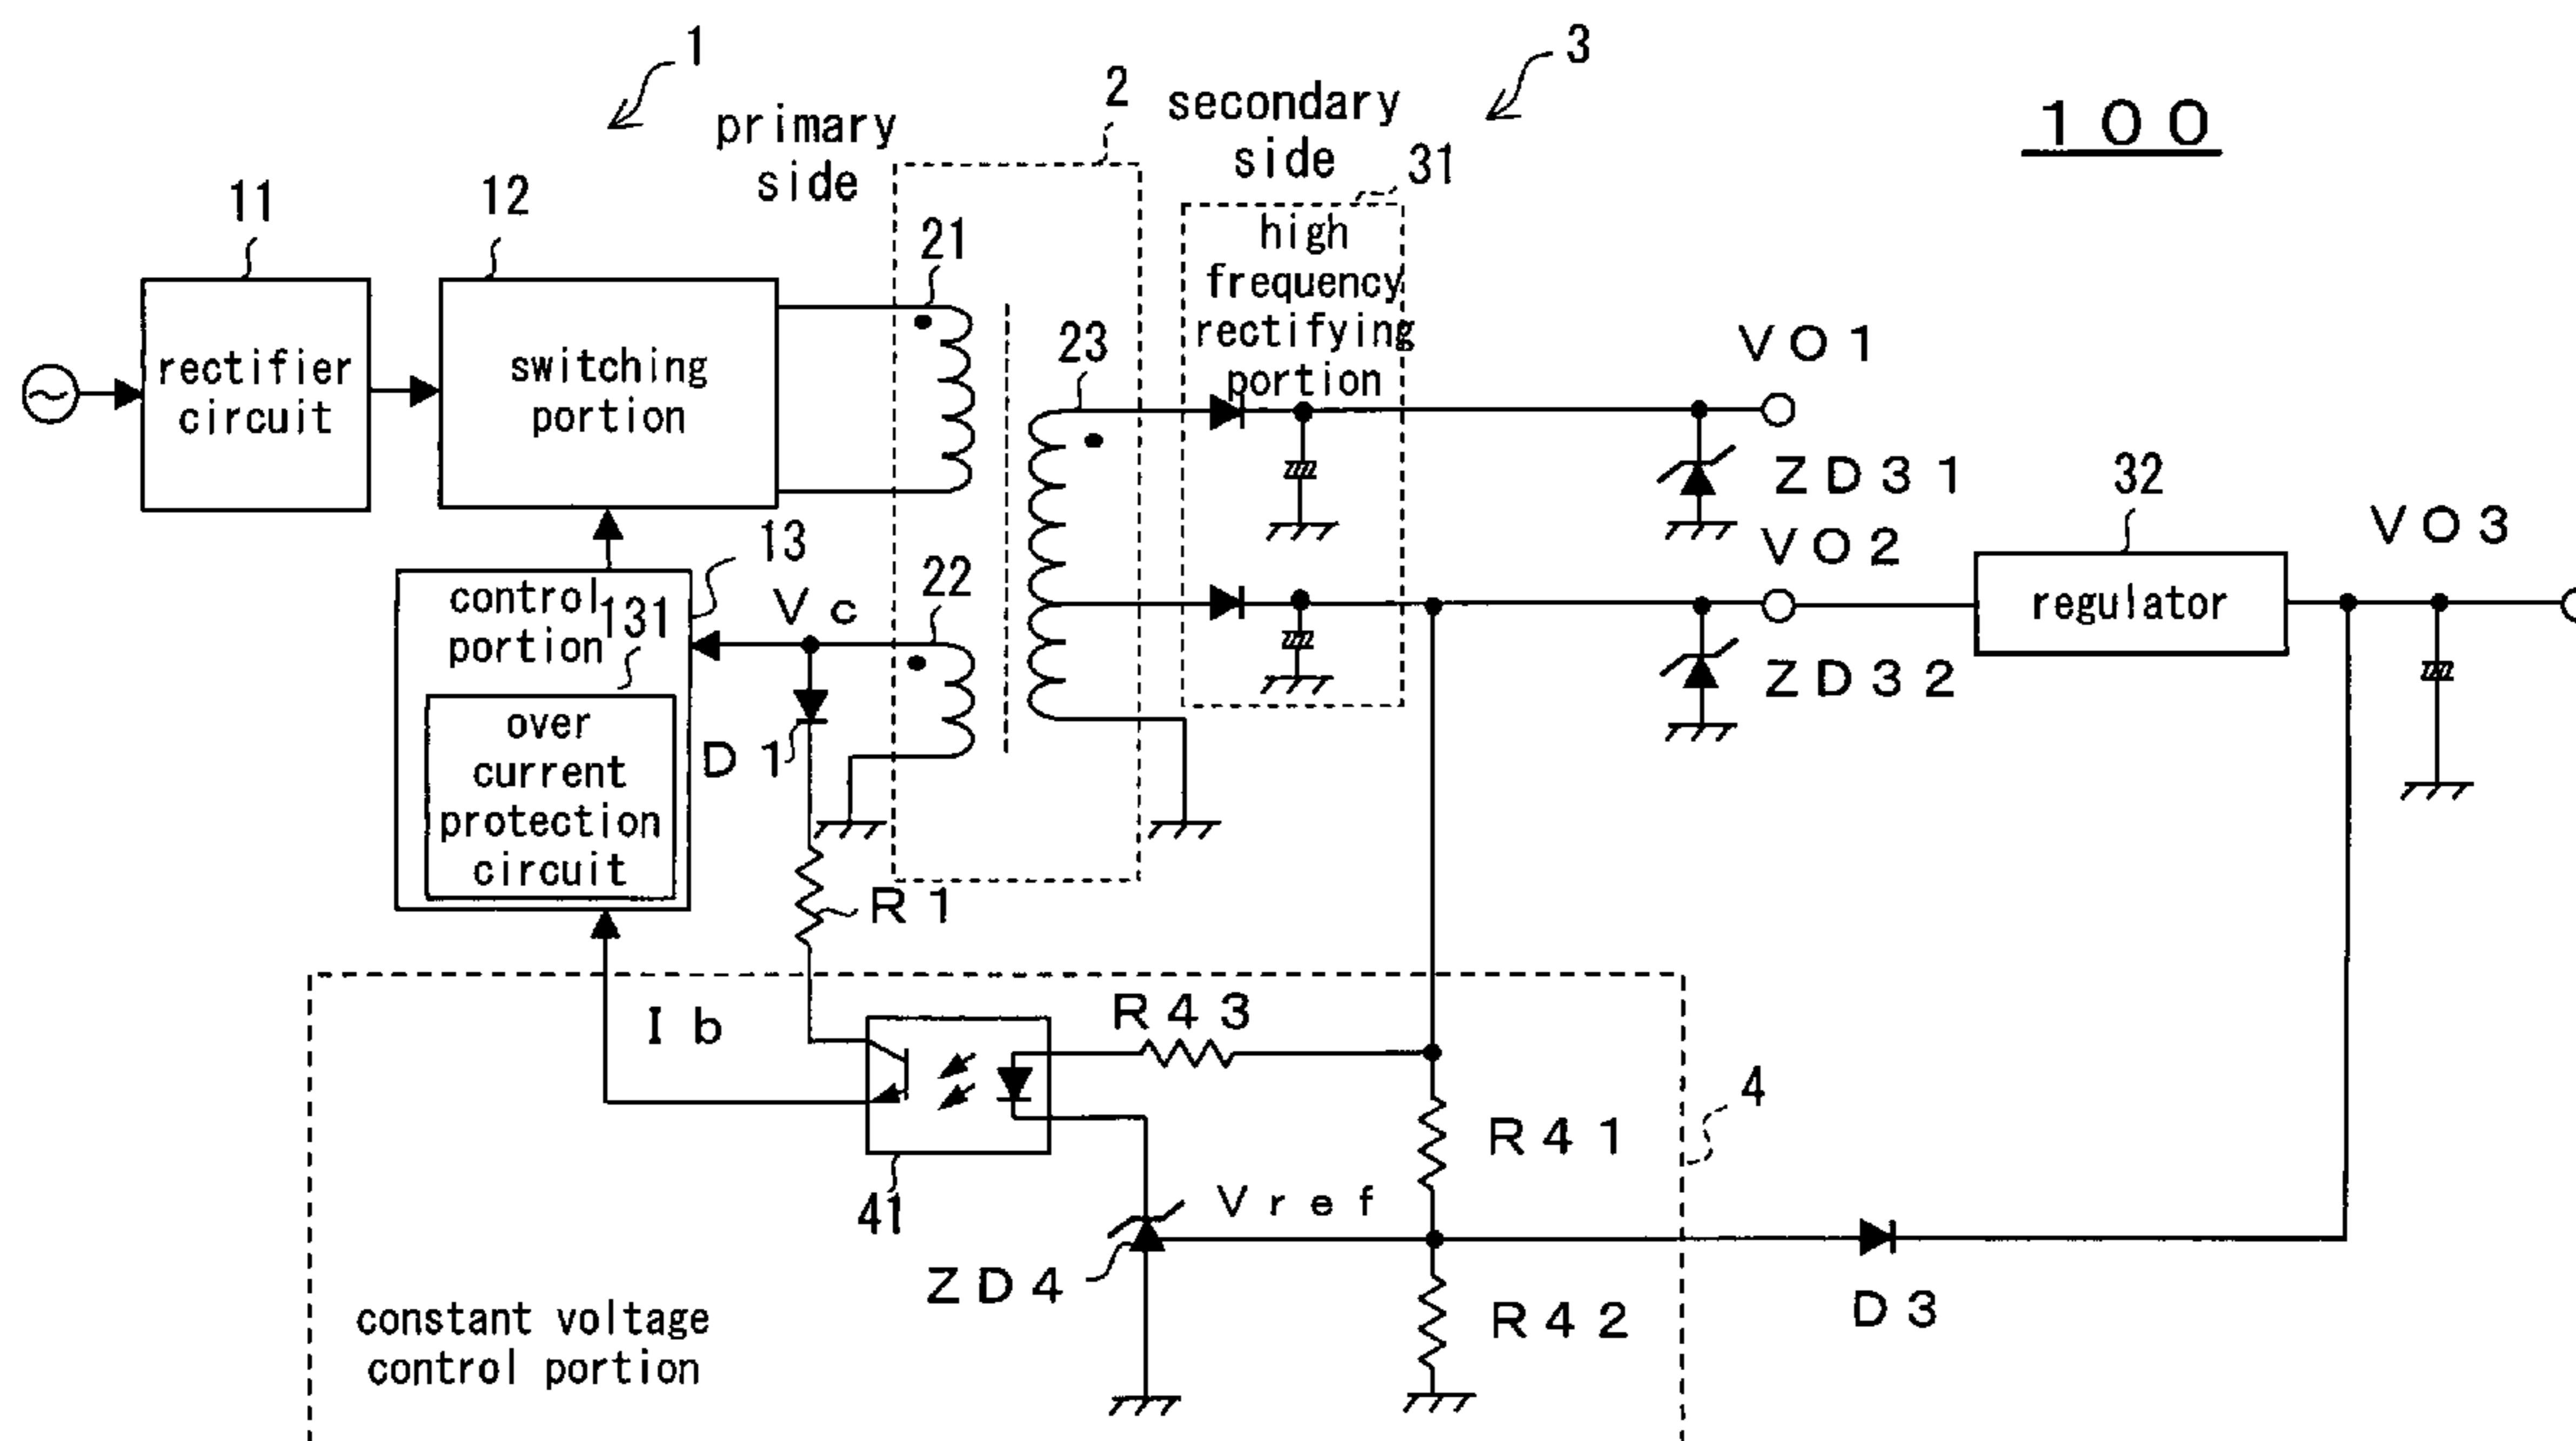 1
2
3
100
primary
side
secondary
side
31
11
12
21
high
frequency
rectifying
portion
rectifier
circuit
switching
portion
23
VO1
ZD31
32
13
22
VO2
regulator
VO3
control
portion
131
Vc
ZD32
over
current
protection
circuit
D1
R1
Ib
R43
4
R41
41
Vref
ZD4
R42
D3
constant voltage
control portion